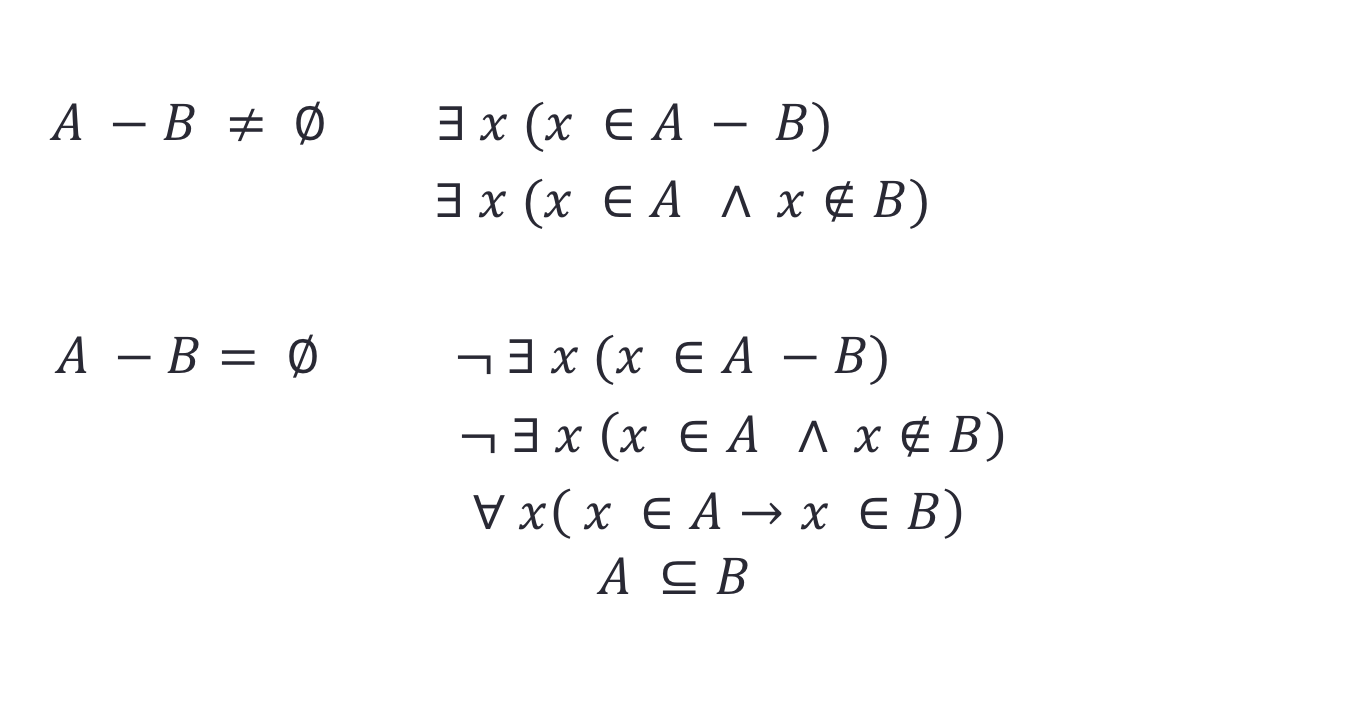 A − B ≠ ∅ ∃ x (x ∈ A − B)
∃ x (x ∈ A ∧ x ∉ B)
A − B = ∅ ¬ ∃ x (x ∈ A − B)
¬ ∃ x (x ∈ A ∧ x ∉ B)
∀ x( x ∈ A → x ∈ B)
A ⊆ B